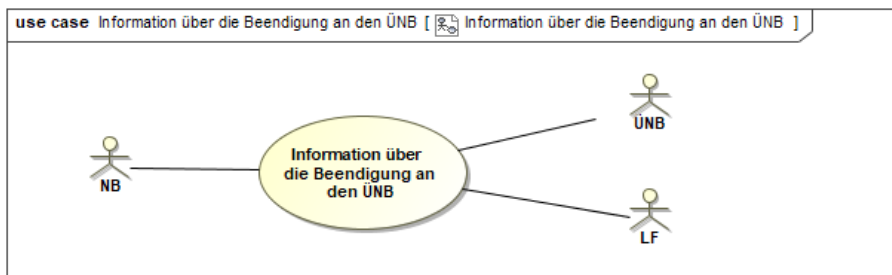 use case Information über die Beendigung an den ÜNB [ Information über die Beendigung an den ÜNB ]
ÜNB
Information über
die Beendigung an
den ÜNB
NB
LF